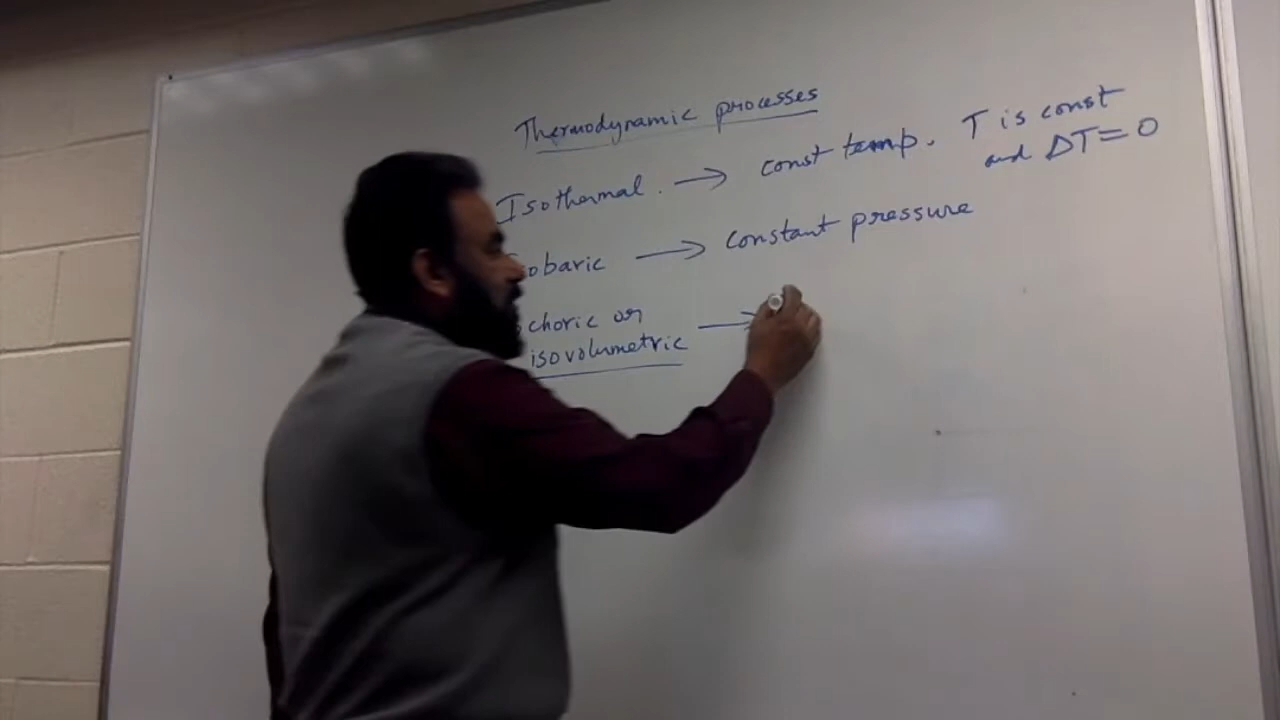 Thermodynamic processes
Isothermal. → const temp. T is const
and ΔT = 0
obaric → constant pressure
choric or
isovolumetric →